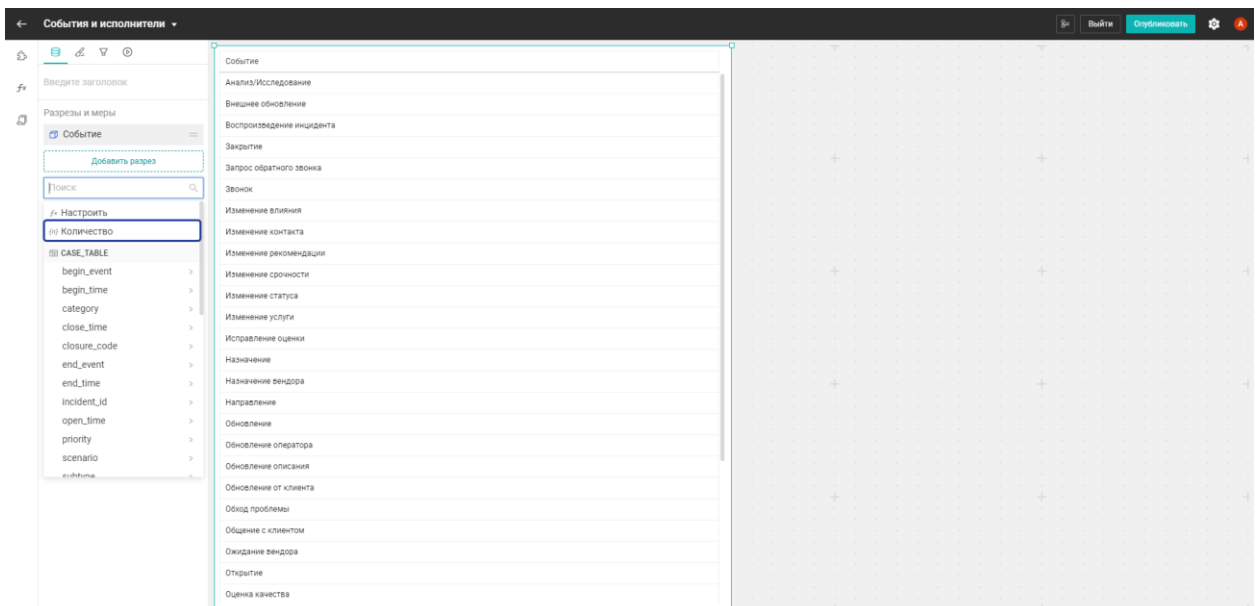 События и исполнители
Выйти
Опубликовать
A
Введите заголовок
Разрезы и меры
Событие
Добавить разрез
Поиск
fx Настроить
(n) Количество
CASE_TABLE
begin_event
begin_time
category
close_time
closure_code
end_event
end_time
incident_id
open_time
priority
scenario
subtype
Событие
Анализ/Исследование
Внешнее обновление
Воспроизведение инцидента
Закрытие
Запрос обратного звонка
Звонок
Изменение влияния
Изменение контакта
Изменение рекомендации
Изменение срочности
Изменение статуса
Изменение услуги
Исправление оценки
Назначение
Назначение вендора
Направление
Обновление
Обновление оператора
Обновление описания
Обновление от клиента
Обход проблемы
Общение с клиентом
Ожидание вендора
Открытие
Оценка качества